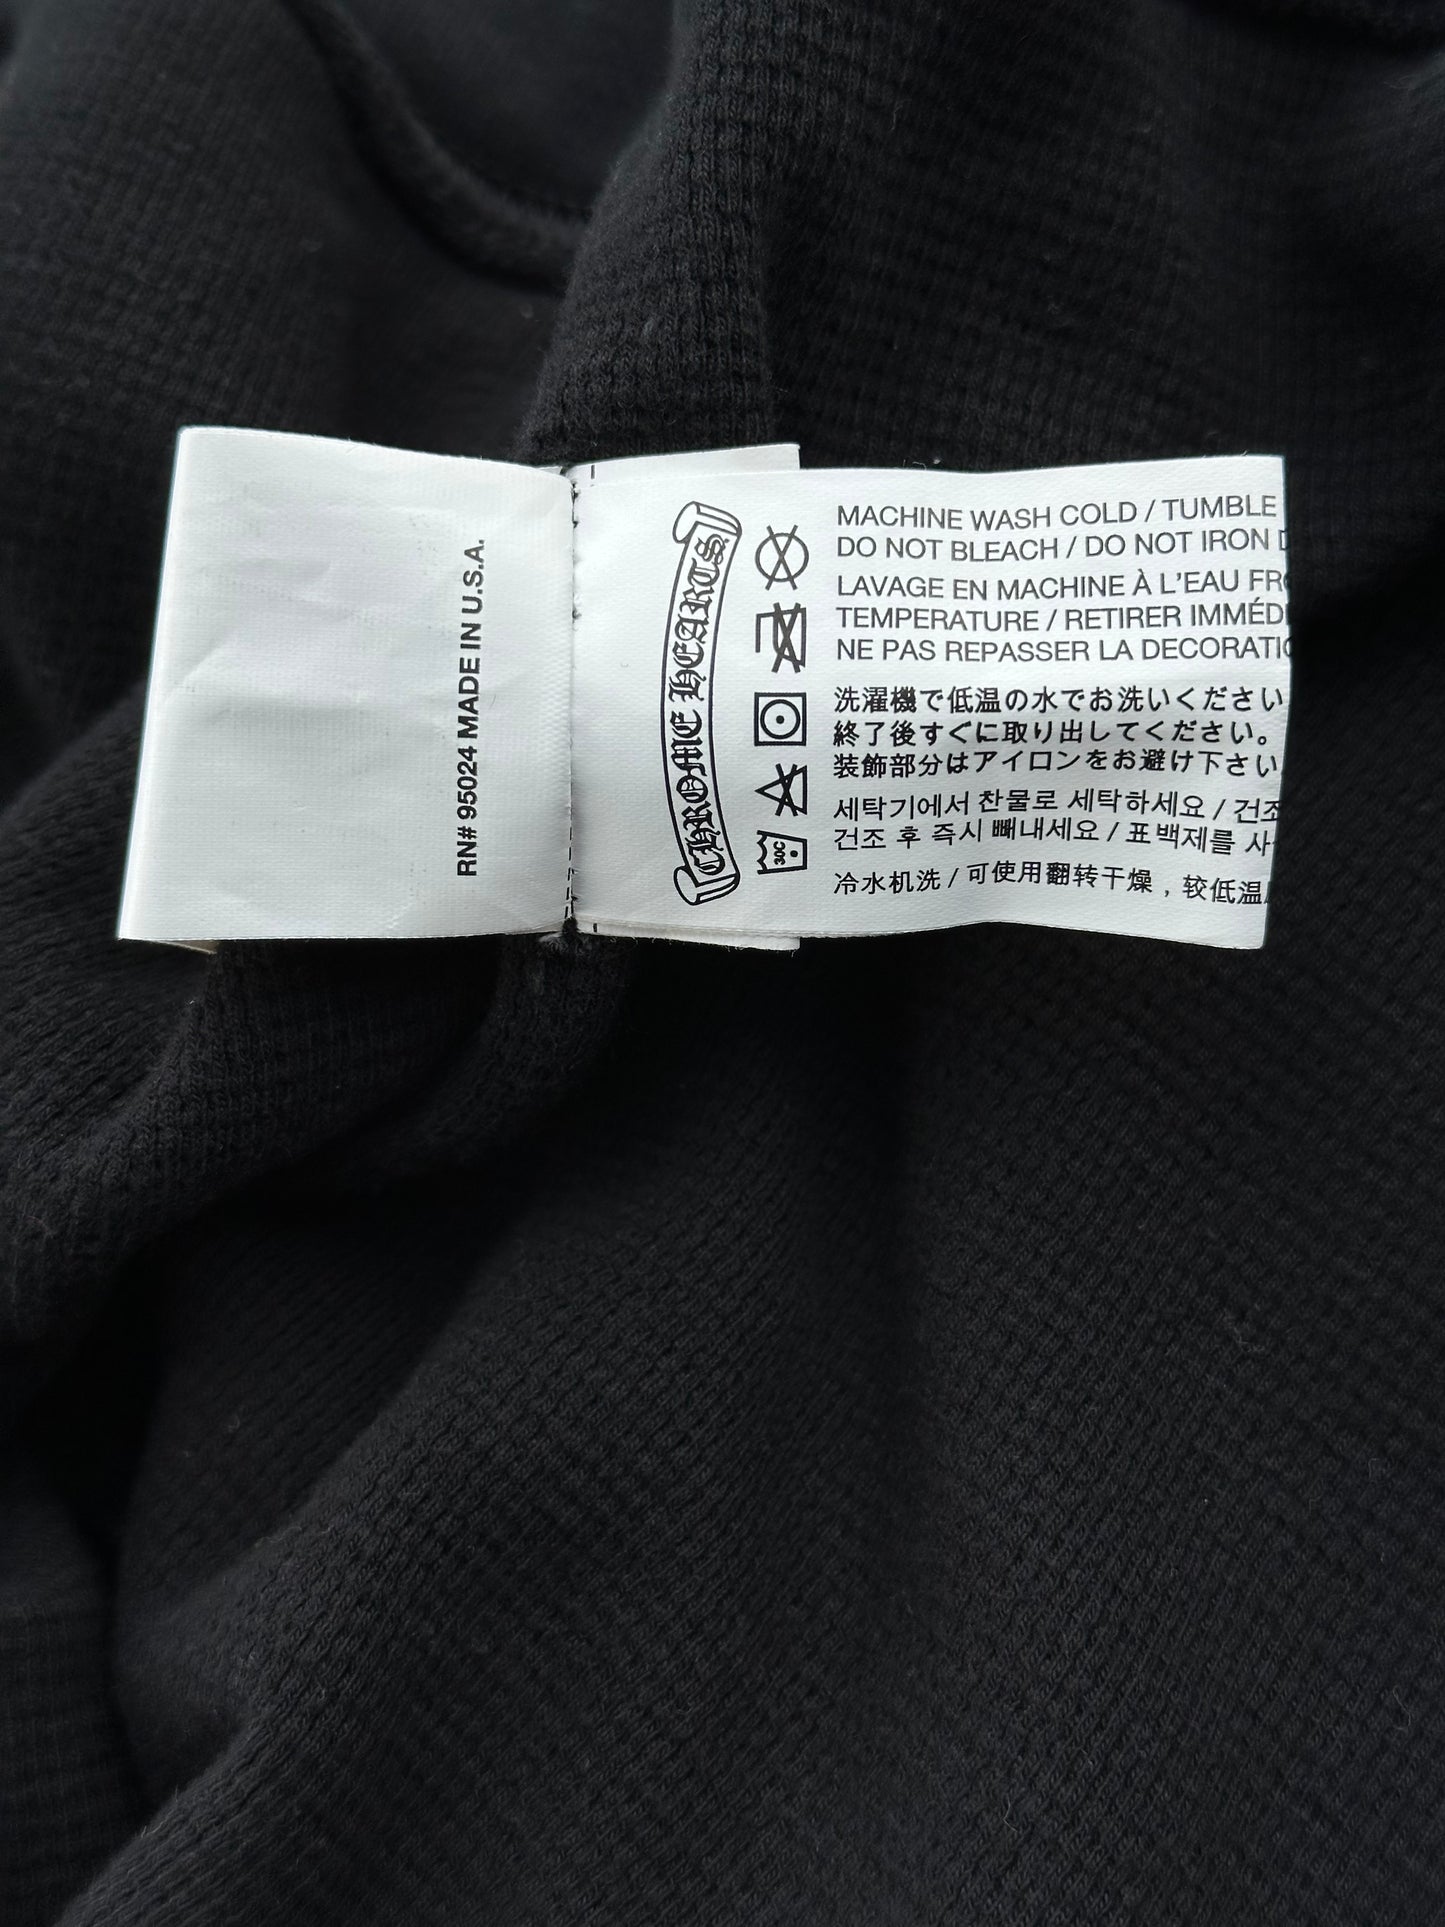 RN# 95024 MADE IN U.S.A.
CHROME HEARTS
30C
MACHINE WASH COLD / TUMBLE
DO NOT BLEACH / DO NOT IRON
LAVAGE EN MACHINE À L'EAU
TEMPERATURE / RETIRER
NE PAS REPASSER LA
洗濯機で低温の水でお洗いください
終了後すぐに取り出してください。
装飾部分はアイロンをお避け下さい
세탁기에서 찬물로 세탁하세요 / 건조
건조 후 즉시 빼내세요 / 표백제를 사
冷水机洗 / 可使用翻转干燥，较低温